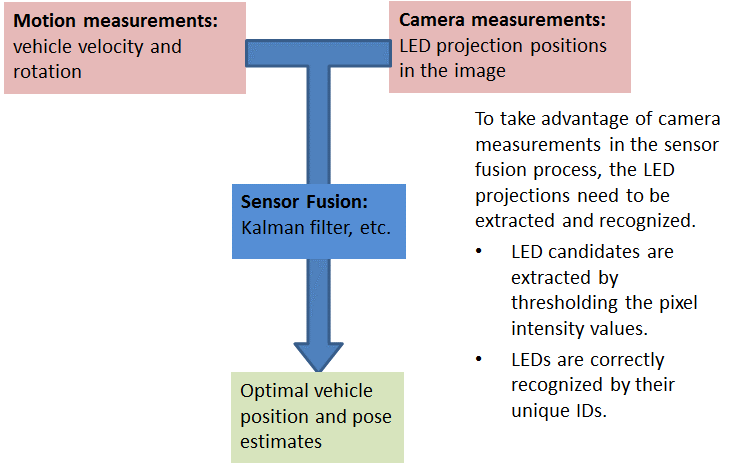 Motion measurements:
vehicle velocity and
rotation
Camera measurements:
LED projection positions
in the image
To take advantage of camera
measurements in the sensor
fusion process, the LED
projections need to be
extracted and recognized.
• LED candidates are
extracted by
thresholding the pixel
intensity values.
• LEDs are correctly
recognized by their
unique IDs.
Sensor Fusion:
Kalman filter, etc.
Optimal vehicle
position and pose
estimates